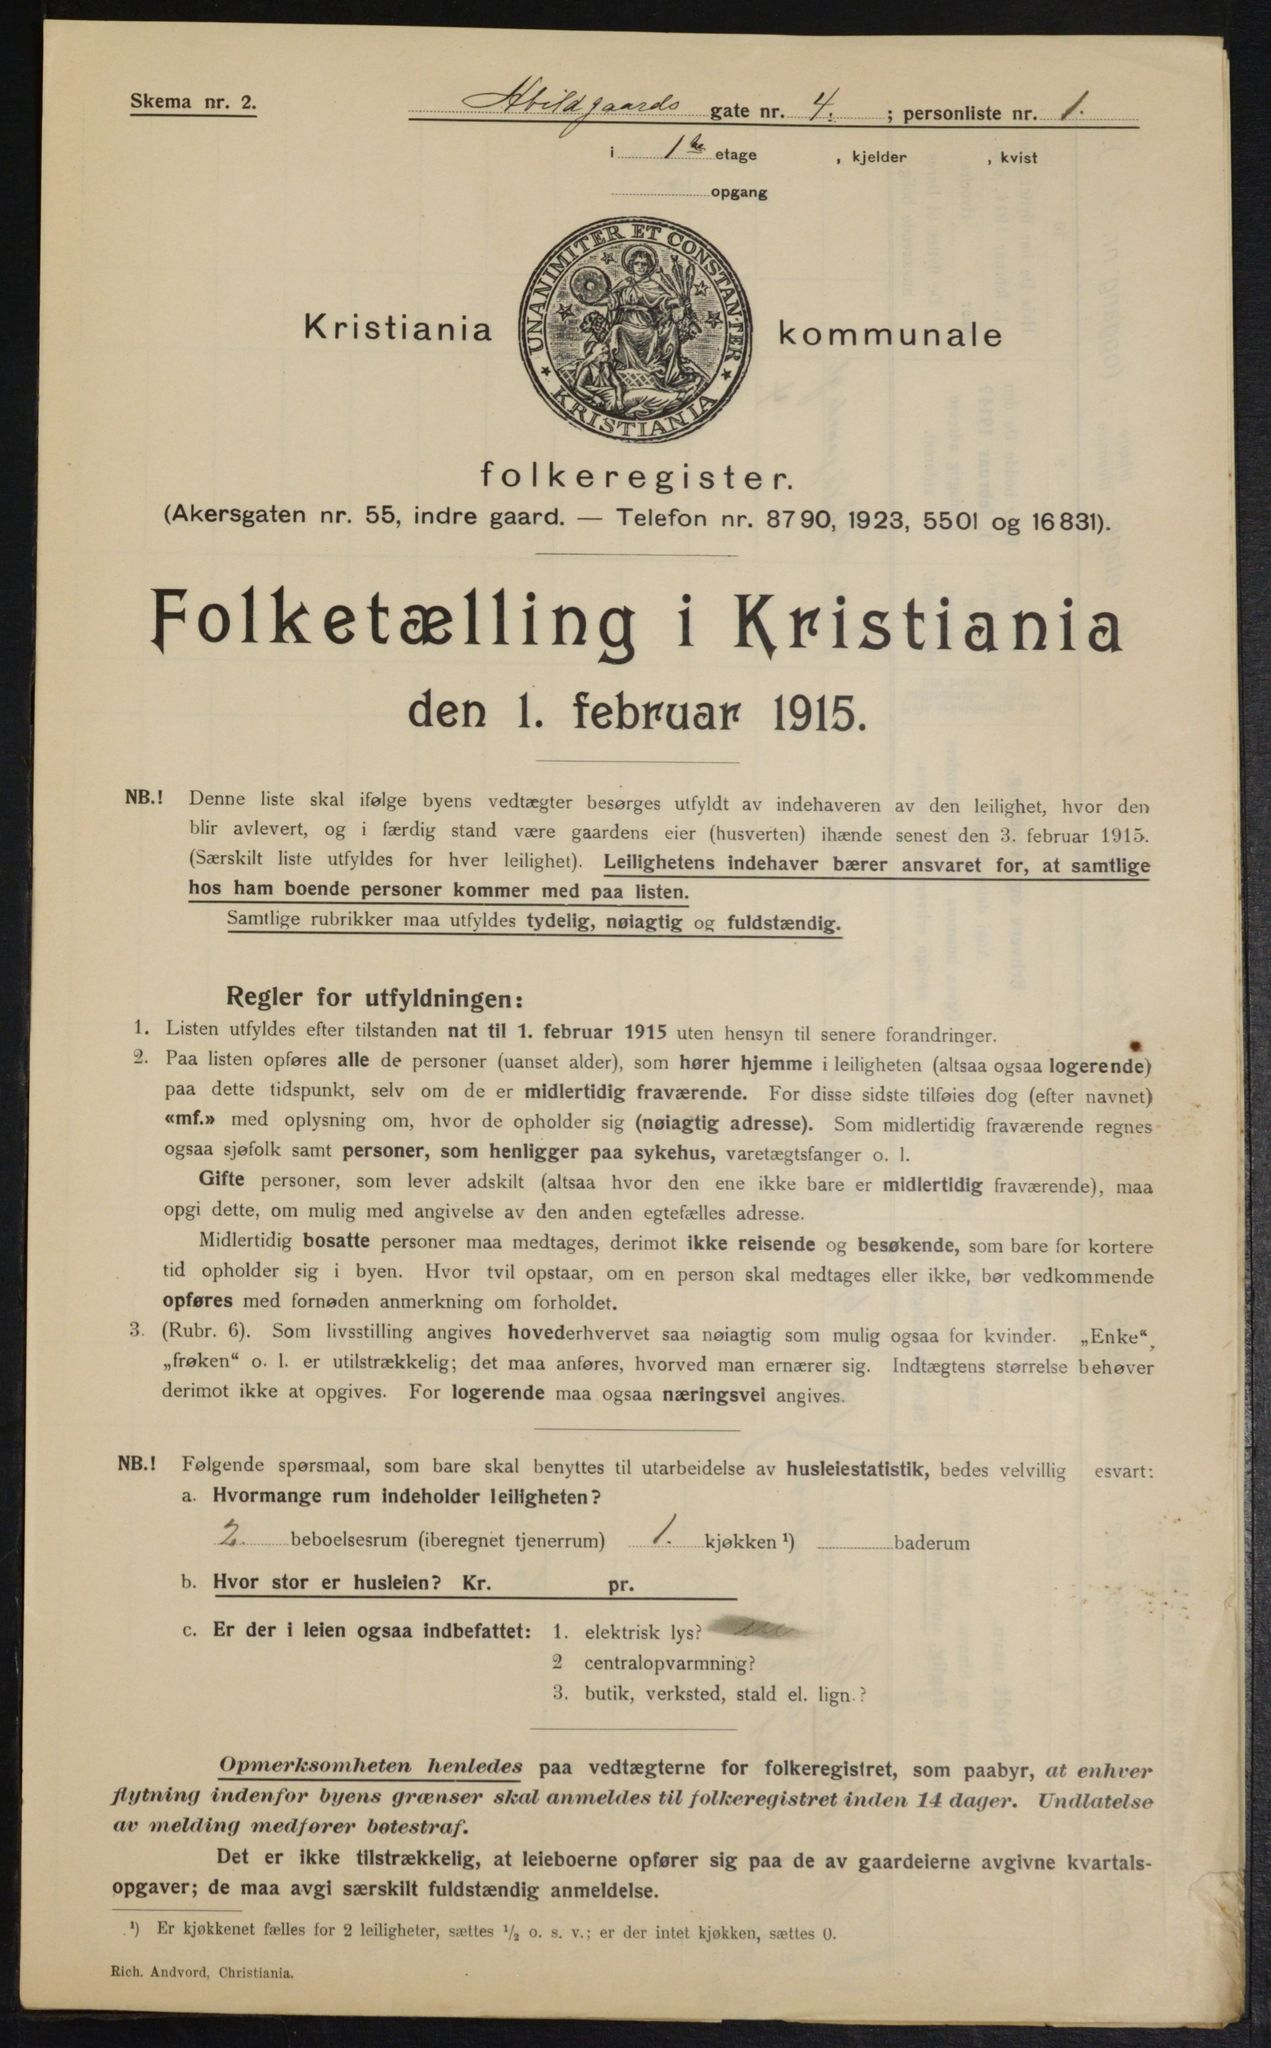 Skema nr. 2.
Abildgaards gate nr. 4. ; personliste nr. 1.
i 1ste etage , kjelder , kvist
opgang
UNANIMITER ET CONSTANTER
KRISTIANIA
Kristiania kommunale
folkeregister.
(Akersgaten nr. 55, indre gaard. — Telefon nr. 8790, 1923, 5501 og 16831).
Folketælling i Kristiania
den 1. februar 1915.
NB.! Denne liste skal ifølge byens vedtægter besørges utfyldt av indehaveren av den leilighet, hvor den
blir avlevert, og i færdig stand være gaardens eier (husverten) ihænde senest den 3. februar 1915.
(Særskilt liste utfyldes for hver leilighet). Leilighetens indehaver bærer ansvaret for, at samtlige
hos ham boende personer kommer med paa listen.
Samtlige rubrikker maa utfyldes tydelig, nøiagtig og fuldstændig.
Regler for utfyldningen:
1. Listen utfyldes efter tilstanden nat til 1. februar 1915 uten hensyn til senere forandringer.
2. Paa listen opføres alle de personer (uanset alder), som hører hjemme i leiligheten (altsaa ogsaa logerende)
paa dette tidspunkt, selv om de er midlertidig fraværende. For disse sidste tilføies dog (efter navnet)
«mf.» med oplysning om, hvor de opholder sig (nøiagtig adresse). Som midlertidig fraværende regnes
ogsaa sjøfolk samt personer, som henligger paa sykehus, varetægtsfanger o. l.
Gifte personer, som lever adskilt (altsaa hvor den ene ikke bare er midlertidig fraværende), maa
opgi dette, om mulig med angivelse av den anden egtefælles adresse.
Midlertidig bosatte personer maa medtages, derimot ikke reisende og besøkende, som bare for kortere
tid opholder sig i byen. Hvor tvil opstaar, om en person skal medtages eller ikke, bør vedkommende
opføres med fornøden anmerkning om forholdet.
3. (Rubr. 6). Som livsstilling angives hovederhvervet saa nøiagtig som mulig ogsaa for kvinder. „Enke“,
„frøken“ o. l. er utilstrækkelig; det maa anføres, hvorved man ernærer sig. Indtægtens størrelse behøver
derimot ikke at opgives. For logerende maa ogsaa næringsvei angives.
NB.! Følgende spørsmaal, som bare skal benyttes til utarbeidelse av husleiestatistik, bedes velvillig esvart:
a. Hvormange rum indeholder leiligheten?
2 beboelsesrum (iberegnet tjenerrum) 1. kjøkken ¹) baderum
b. Hvor stor er husleien? Kr. pr.
c. Er der i leien ogsaa indbefattet: 1. elektrisk lys?
2 centralopvarmning?
3. butik, verksted, stald el. lign.?
Opmerksomheten henledes paa vedtægterne for folkeregistret, som paabyr, at enhver
flytning indenfor byens grænser skal anmeldes til folkeregistret inden 14 dager. Undlatelse
av melding medfører bøtestraf.
Det er ikke tilstrækkelig, at leieboerne opfører sig paa de av gaardeierne avgivne kvartals-
opgaver; de maa avgi særskilt fuldstændig anmeldelse.
¹) Er kjøkkenet fælles for 2 leiligheter, sættes ½ o. s. v.; er der intet kjøkken, sættes 0.
Rich. Andvord, Christiania.